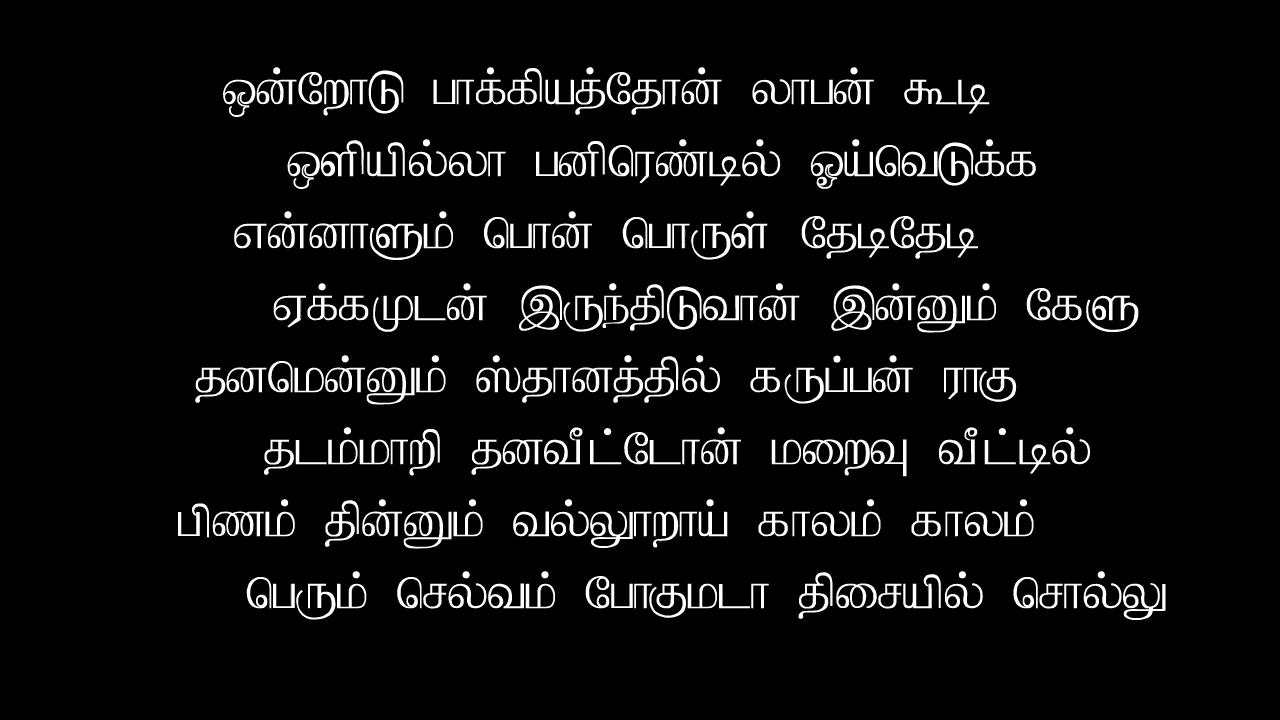 ஒன்றோடு பாக்கியத்தோன் லாபன் கூடி
ஒளியில்லா பனிரெண்டில் ஓய்வெடுக்க
என்னாளும் பொன் பொருள் தேடிதேடி
ஏக்கமுடன் இருந்திடுவான் இன்னும் கேளு
தனமென்னும் ஸ்தானத்தில் கருப்பன் ராகு
தடம்மாறி தனவீட்டோன் மறைவு வீட்டில்
பிணம் தின்னும் வல்லூறாய் காலம் காலம்
பெரும் செல்வம் போகுமடா திசையில் சொல்லு